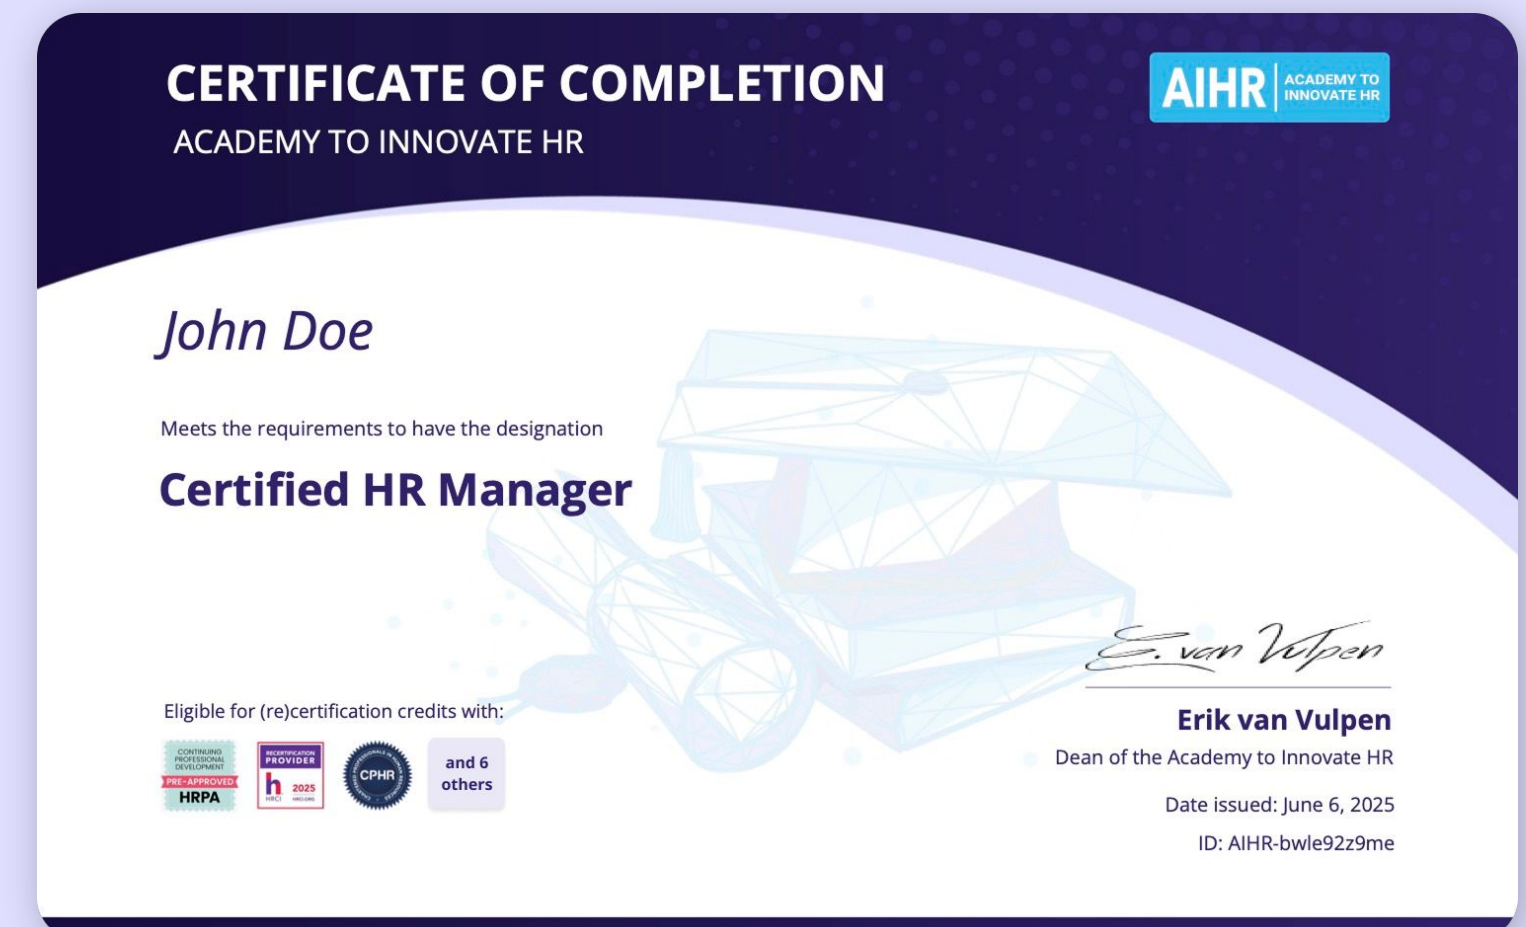 CERTIFICATE OF COMPLETION
ACADEMY TO INNOVATE HR
AIHR
ACADEMY TO
INNOVATE HR
John Doe
Meets the requirements to have the designation
Certified HR Manager
E. van Vulpen
Erik van Vulpen
Dean of the Academy to Innovate HR
Date issued: June 6, 2025
ID: AIHR-bwle92z9me
Eligible for (re)certification credits with:
CONTINUING
PROFESSIONAL
DEVELOPMENT
PRE-APPROVED
HRPA
RECERTIFICATION
PROVIDER
h
2025
HRCI
HRCI.ORG
CPHR
and 6
others